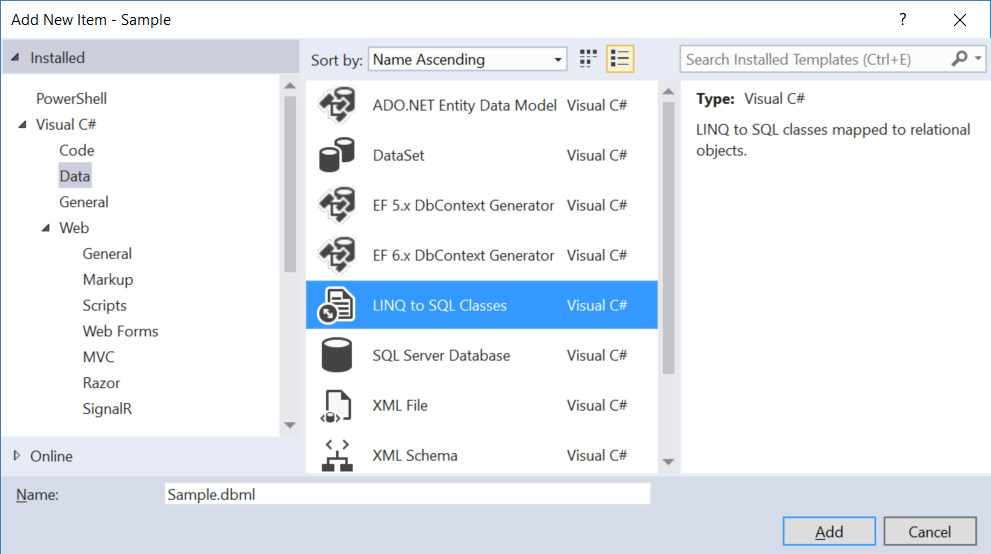 Add New Item - Sample
?
Installed
PowerShell
Visual C#
Code
Data
General
Web
General
Markup
Scripts
Web Forms
MVC
Razor
SignalR
Online
Sort by: Name Ascending
Search Installed Templates (Ctrl+E)
ADO.NET Entity Data Model Visual C#
DataSet Visual C#
EF 5.x DbContext Generator Visual C#
EF 6.x DbContext Generator Visual C#
LINQ to SQL Classes Visual C#
SQL Server Database Visual C#
XML File Visual C#
XML Schema Visual C#
Type: Visual C#
LINQ to SQL classes mapped to relational
objects.
Name: Sample.dbml
Add Cancel